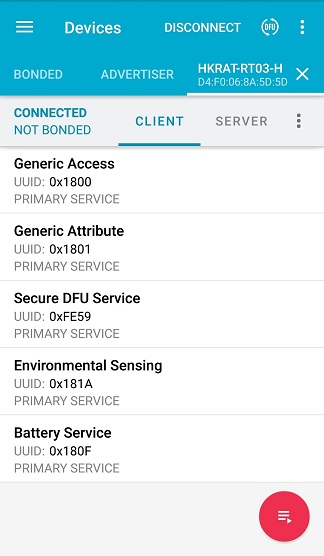 Devices DISCONNECT DFU
BONDED ADVERTISER HKRAT-RT03-H
D4:F0:06:8A:5D:5D
CONNECTED
NOT BONDED
CLIENT SERVER
Generic Access
UUID: 0x1800
PRIMARY SERVICE
Generic Attribute
UUID: 0x1801
PRIMARY SERVICE
Secure DFU Service
UUID: 0xFE59
PRIMARY SERVICE
Environmental Sensing
UUID: 0x181A
PRIMARY SERVICE
Battery Service
UUID: 0x180F
PRIMARY SERVICE